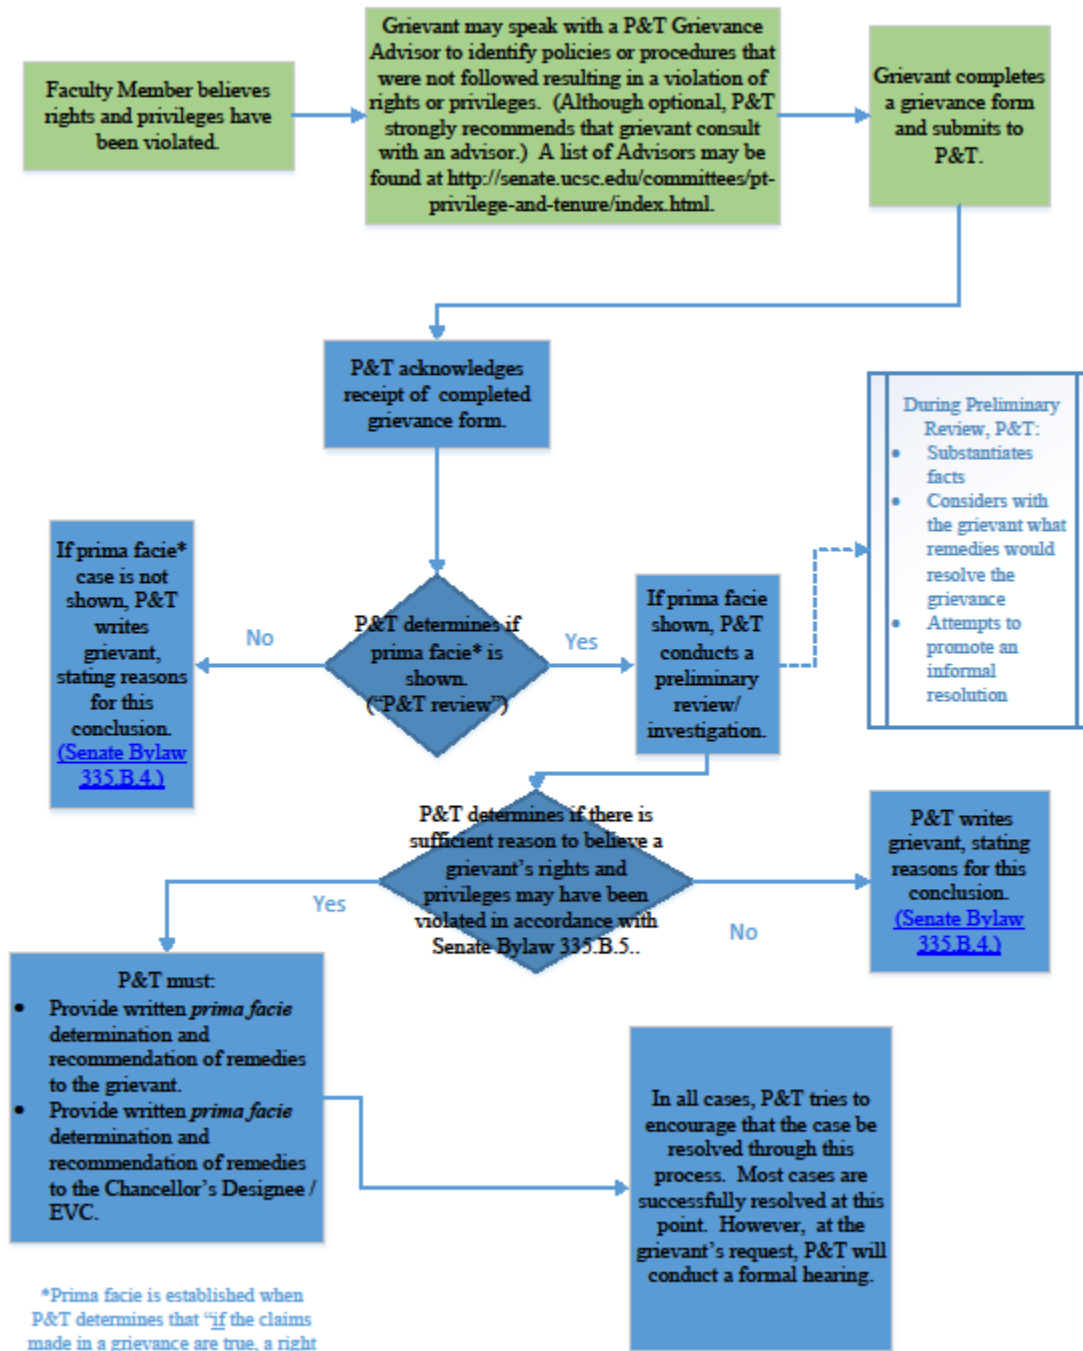 Faculty Member believes
rights and privileges have
been violated.
Grievant may speak with a P&T Grievance
Advisor to identify policies or procedures that
were not followed resulting in a violation of
rights or privileges. (Although optional, P&T
strongly recommends that grievant consult
with an advisor.) A list of Advisors may be
found at http://senate.ucsc.edu/committees/pt-
privilege-and-tenure/index.html.
Grievant completes
a grievance form
and submits to
P&T.
P&T acknowledges
receipt of completed
grievance form.
During Preliminary
Review, P&T:
• Substantiates
facts
• Considers with
the grievant what
remedies would
resolve the
grievance
• Attempts to
promote an
informal
resolution
If prima facie*
case is not
shown, P&T
writes
grievant,
stating reasons
for this
conclusion.
(Senate Bylaw
335.B.4.)
No
P&T determines if
prima facie* is
shown.
("P&T review")
Yes
If prima facie
shown, P&T
conducts a
preliminary
review/
investigation.
P&T determines if there is
sufficient reason to believe a
grievant's rights and
privileges may have been
violated in accordance with
Senate Bylaw 335.B.5..
Yes
No
P&T writes
grievant, stating
reasons for this
conclusion.
(Senate Bylaw
335.B.4.)
P&T must:
• Provide written prima facie
determination and
recommendation of remedies
to the grievant.
• Provide written prima facie
determination and
recommendation of remedies
to the Chancellor's Designee /
EVC.
In all cases, P&T tries to
encourage that the case be
resolved through this
process. Most cases are
successfully resolved at this
point. However, at the
grievant's request, P&T will
conduct a formal hearing.
*Prima facie is established when
P&T determines that "if the claims
made in a grievance are true, a right